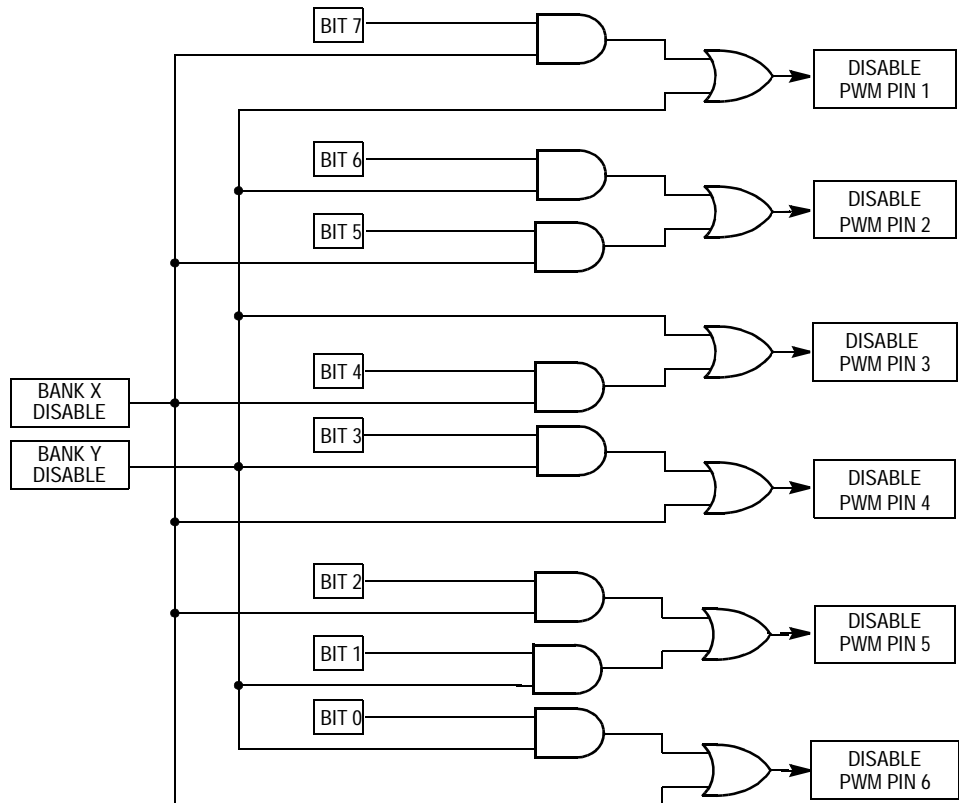 BIT 7
DISABLE
PWM PIN 1
BIT 6
DISABLE
PWM PIN 2
BIT 5
DISABLE
PWM PIN 3
BIT 4
BANK X
DISABLE
BIT 3
BANK Y
DISABLE
DISABLE
PWM PIN 4
BIT 2
DISABLE
PWM PIN 5
BIT 1
BIT 0
DISABLE
PWM PIN 6